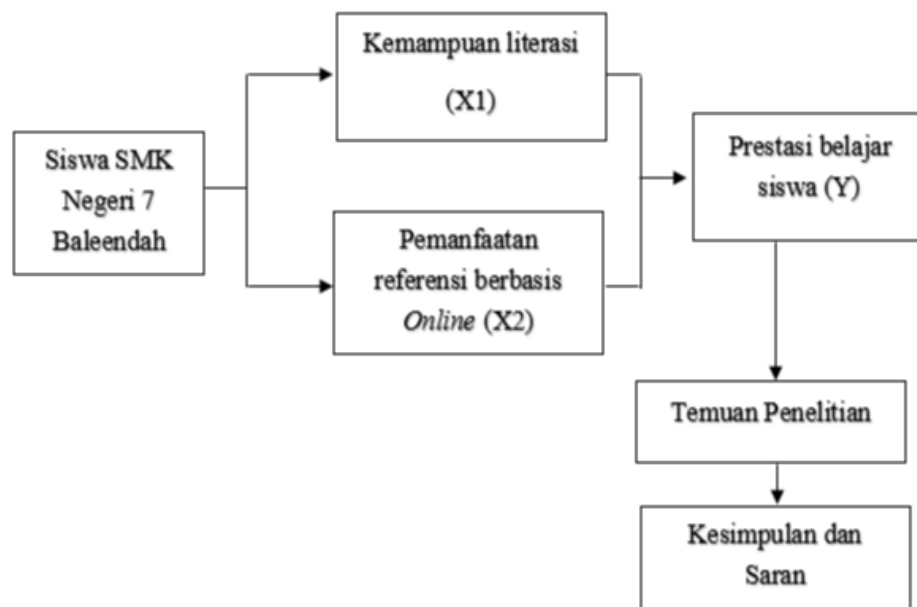 Kemampuan literasi
(X1)
Siswa SMK
Negeri 7
Baleendah
Pemanfaatan
referensi berbasis
Online (X2)
Prestasi belajar
siswa (Y)
Temuan Penelitian
Kesimpulan dan
Saran